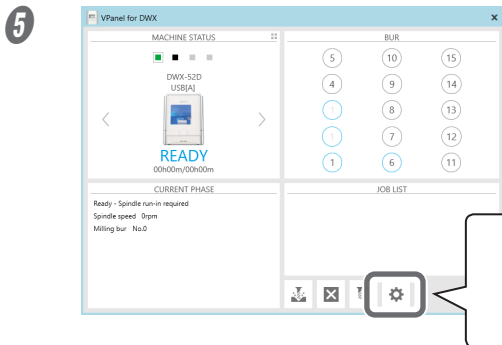 5
VPanel for DWX
MACHINE STATUS
DWX-52D
USB[A]
READY
00h00m/00h00m
BUR
5 10 15
4 9 14
1 8 13
1 7 12
1 6 11
CURRENT PHASE
Ready - Spindle run-in required
Spindle speed 0rpm
Milling bur No.0
JOB LIST